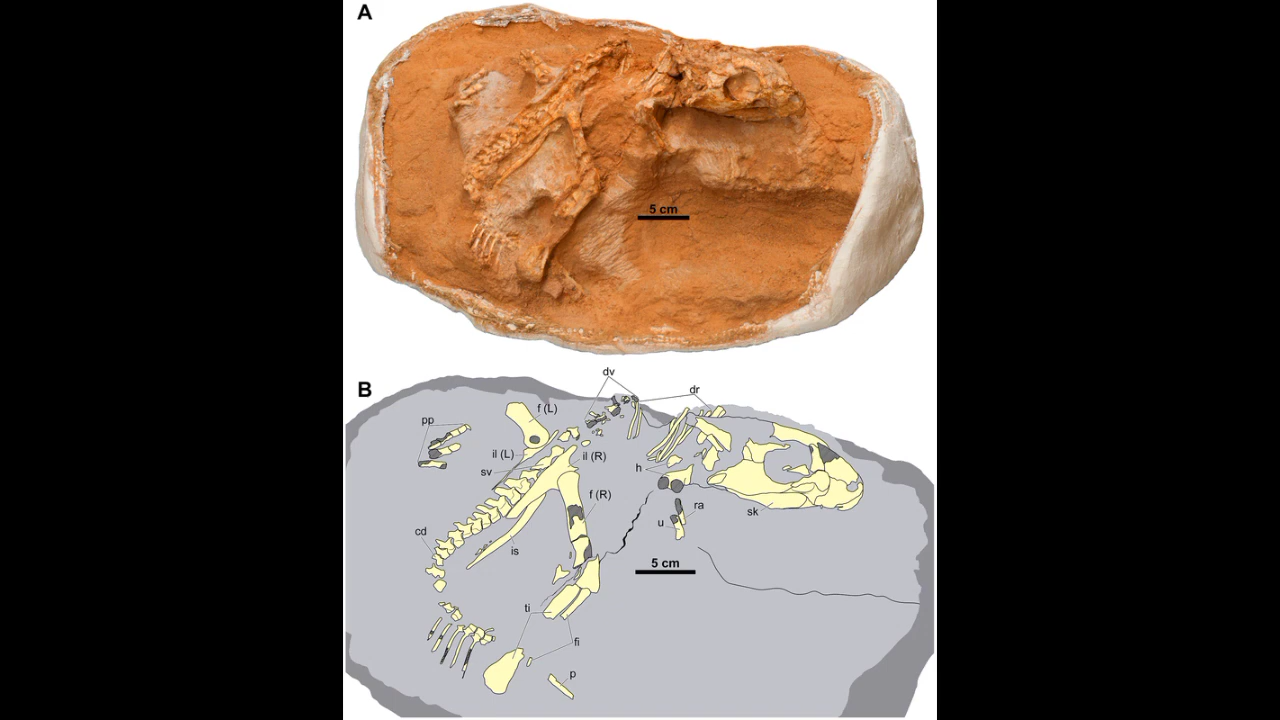 A
5 cm
B
dv
dr
f (L)
pp
il (L)
il (R)
sv
h
f (R)
ra
sk
u
cd
is
5 cm
ti
fi
p